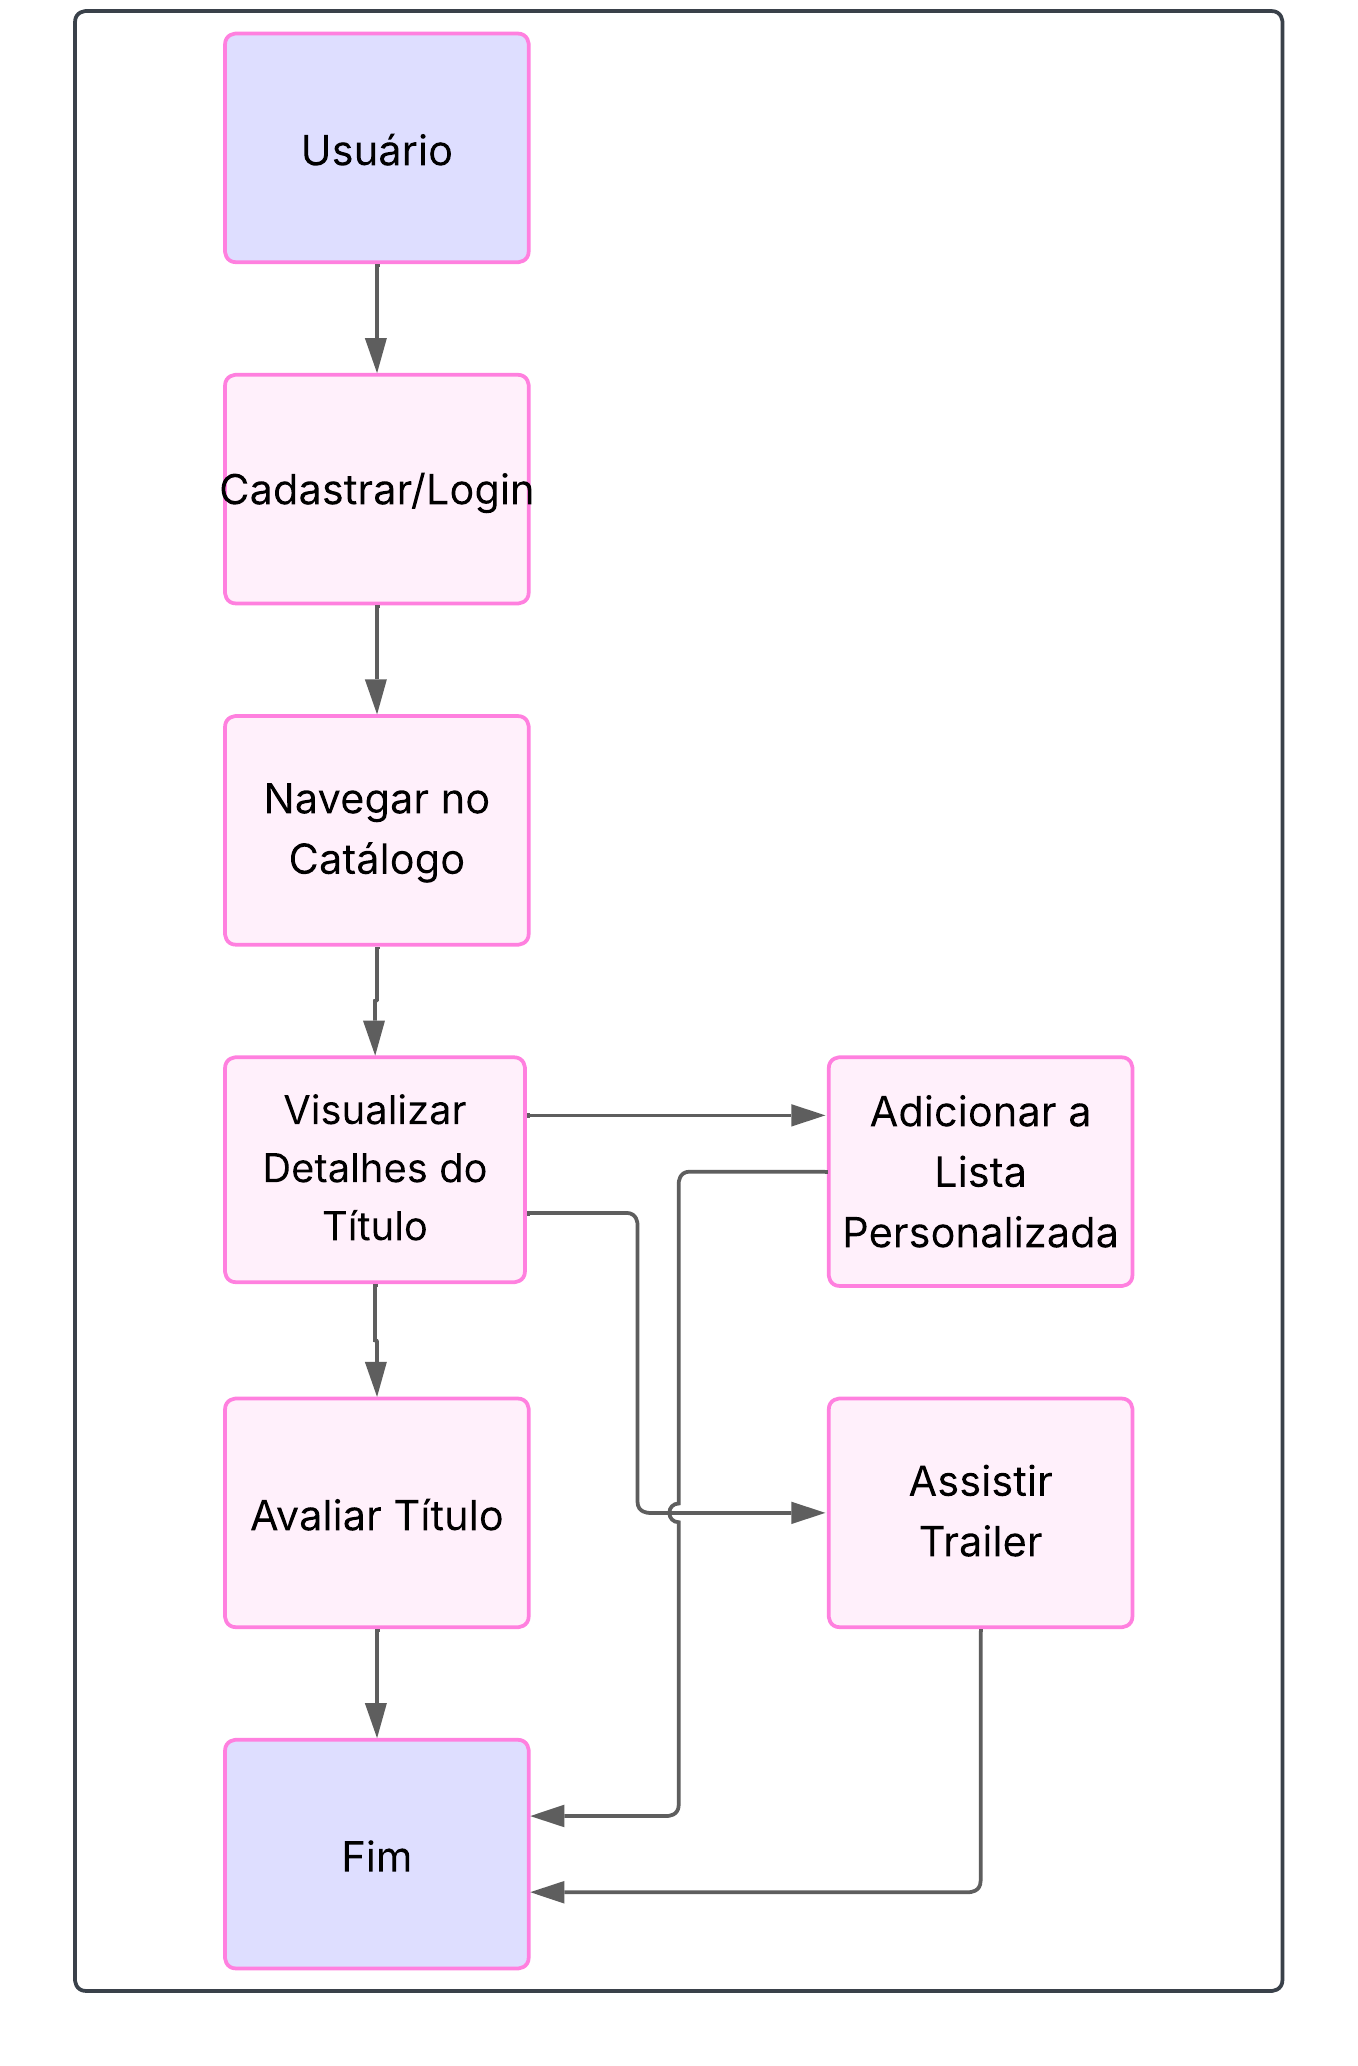 Usuário
Cadastrar/Login
Navegar no
Catálogo
Visualizar
Detalhes do
Título
Adicionar a
Lista
Personalizada
Avaliar Título
Assistir
Trailer
Fim